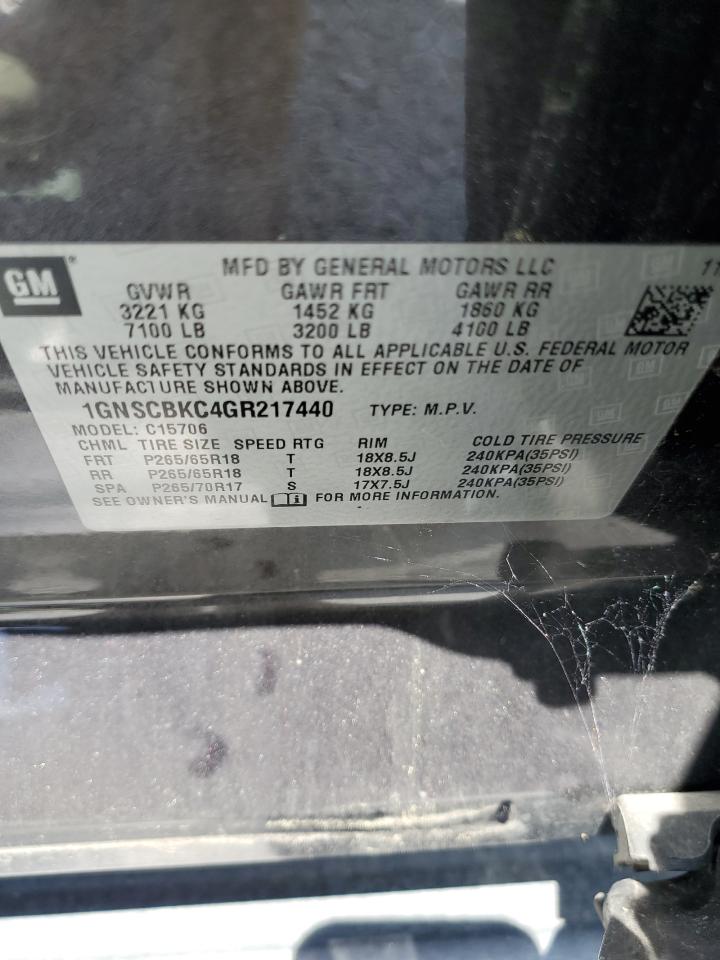 GM®
MFD BY GENERAL MOTORS LLC 11
GVWR GAWR FRT GAWR RR
3221 KG 1452 KG 1860 KG
7100 LB 3200 LB 4100 LB
THIS VEHICLE CONFORMS TO ALL APPLICABLE U.S. FEDERAL MOTOR
VEHICLE SAFETY STANDARDS IN EFFECT ON THE DATE OF
MANUFACTURE SHOWN ABOVE.
1GNSCBKC4GR217440 TYPE: M.P.V.
MODEL: C15706
CHML TIRE SIZE SPEED RTG RIM COLD TIRE PRESSURE
FRT P265/65R18 T 18X8.5J 240KPA(35PSI)
RR P265/65R18 T 18X8.5J 240KPA(35PSI)
SPA P265/70R17 S 17X7.5J 240KPA(35PSI)
SEE OWNER'S MANUAL FOR MORE INFORMATION.